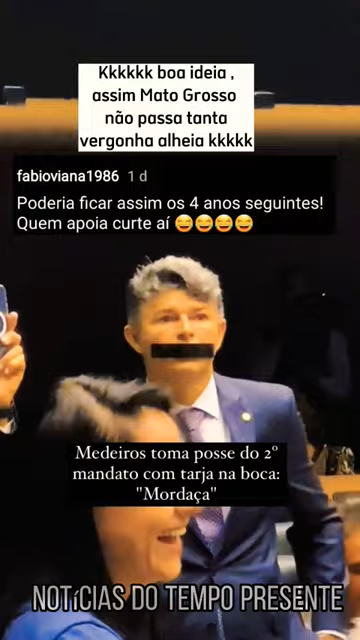 Kkkkkk boa ideia ,
assim Mato Grosso
não passa tanta
vergonha alheia kkkkk
fabioviana1986 1 d
Poderia ficar assim os 4 anos seguintes!
Quem apoia curte aí 😄😄😄😄
Medeiros toma posse do 2°
mandato com tarja na boca:
"Mordaça"
NOTíCIAS DO TEMPO PRESENTE